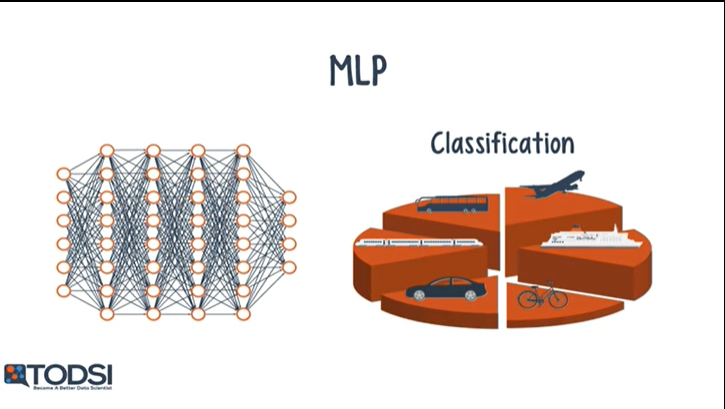 MLP
Classification
TODSI
Become A Better Data Scientist